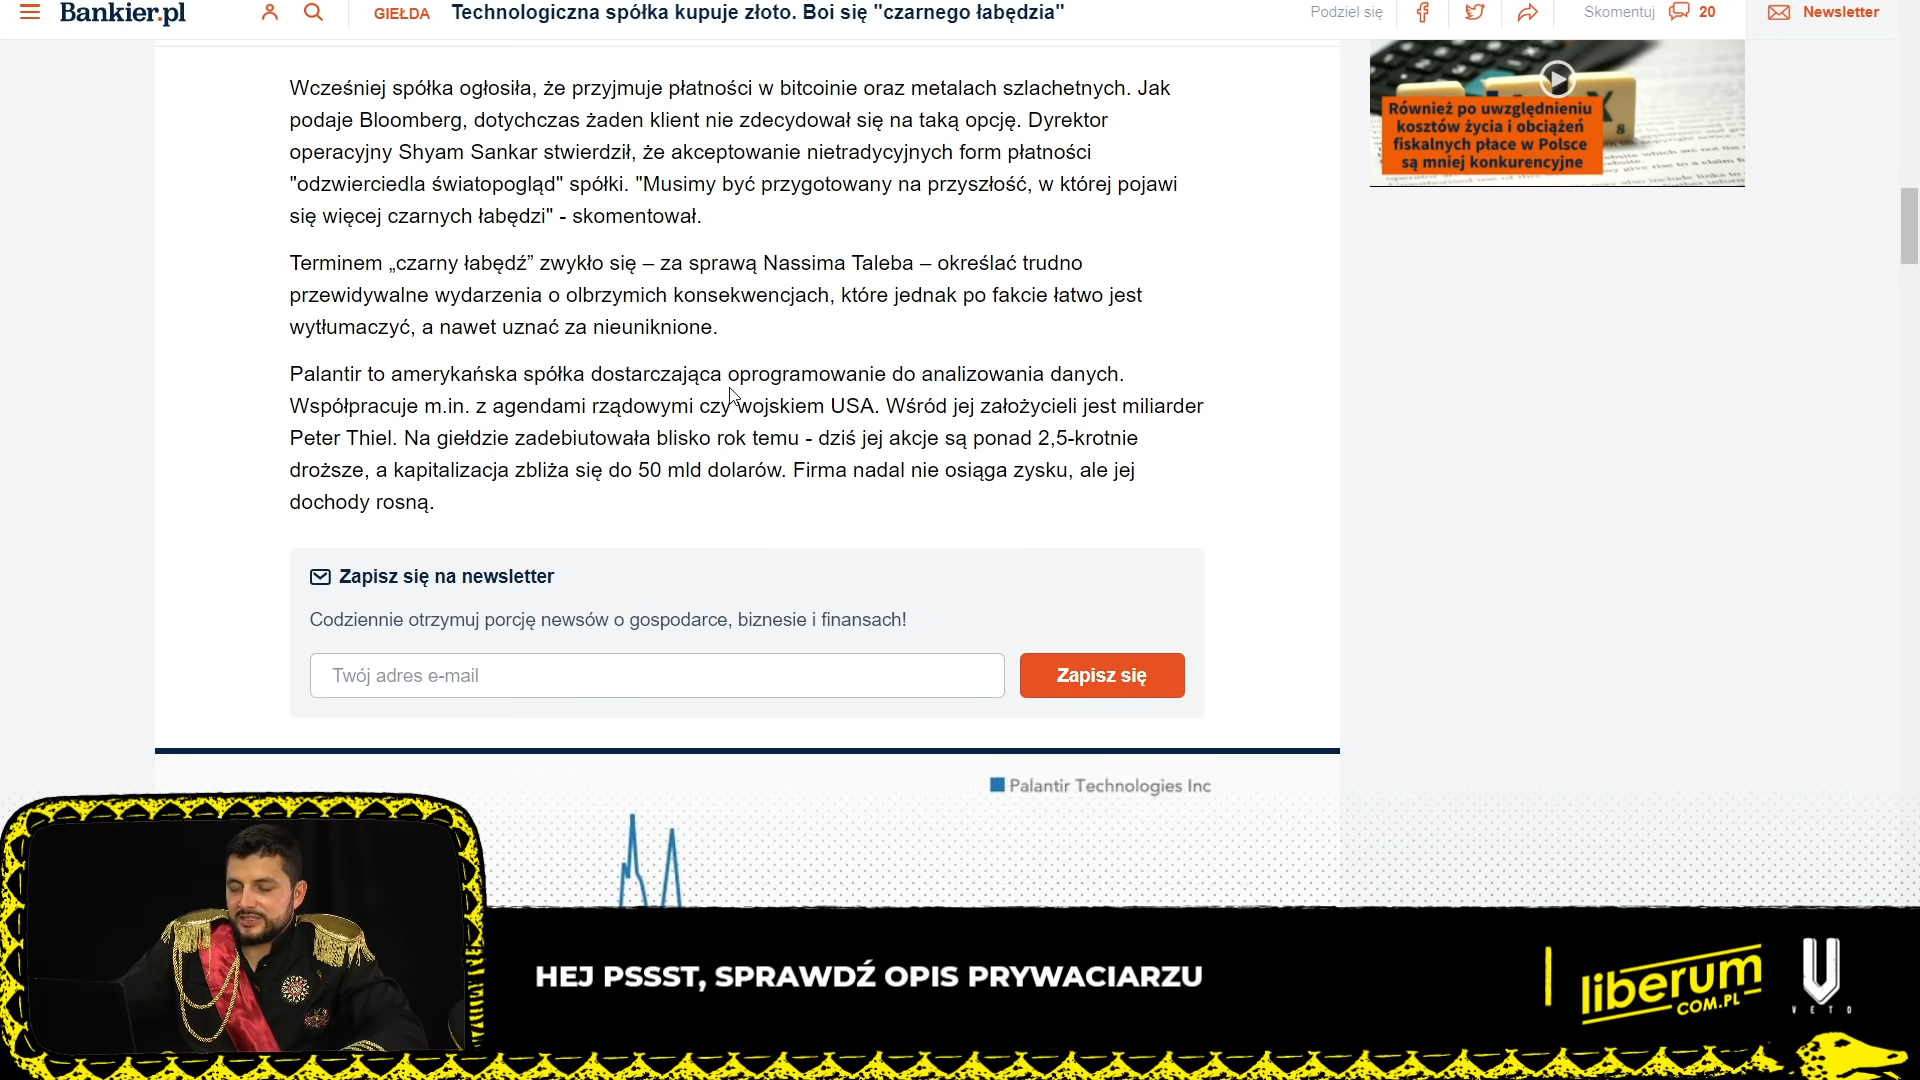 Bankier.pl
GIEŁDA
Technologiczna spółka kupuje złoto. Boi się "czarnego łabędzia"
Podziel się
Skomentuj
20
Newsletter
Wcześniej spółka ogłosiła, że przyjmuje płatności w bitcoinie oraz metalach szlachetnych. Jak
podaje Bloomberg, dotychczas żaden klient nie zdecydował się na taką opcję. Dyrektor
operacyjny Shyam Sankar stwierdził, że akceptowanie nietradycyjnych form płatności
"odzwierciedla światopogląd" spółki. "Musimy być przygotowany na przyszłość, w której pojawi
się więcej czarnych łabędzi" - skomentował.
Terminem „czarny łabędź” zwykło się – za sprawą Nassima Taleba – określać trudno
przewidywalne wydarzenia o olbrzymich konsekwencjach, które jednak po fakcie łatwo jest
wytłumaczyć, a nawet uznać za nieuniknione.
Palantir to amerykańska spółka dostarczająca oprogramowanie do analizowania danych.
Współpracuje m.in. z agendami rządowymi czy wojskiem USA. Wśród jej założycieli jest miliarder
Peter Thiel. Na giełdzie zadebiutowała blisko rok temu - dziś jej akcje są ponad 2,5-krotnie
droższe, a kapitalizacja zbliża się do 50 mld dolarów. Firma nadal nie osiąga zysku, ale jej
dochody rosną.
Również po uwzględnieniu
kosztów życia i obciążeń
fiskalnych płace w Polsce
są mniej konkurencyjne
X
8
Zapisz się na newsletter
Codziennie otrzymuj porcję newsów o gospodarce, biznesie i finansach!
Twój adres e-mail
Zapisz się
Palantir Technologies Inc
HEJ PSSST, SPRAWDŹ OPIS PRYWACIARZU
liberum
COM.PL
VETO